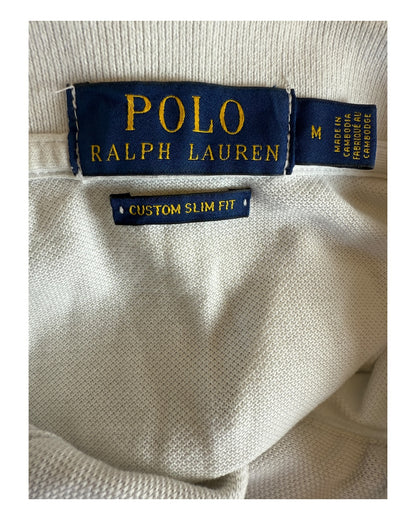 POLO
RALPH LAUREN
M
MADE IN
CAMBODIA
FABRIQUÉ AU
CAMBODGE
CUSTOM SLIM FIT